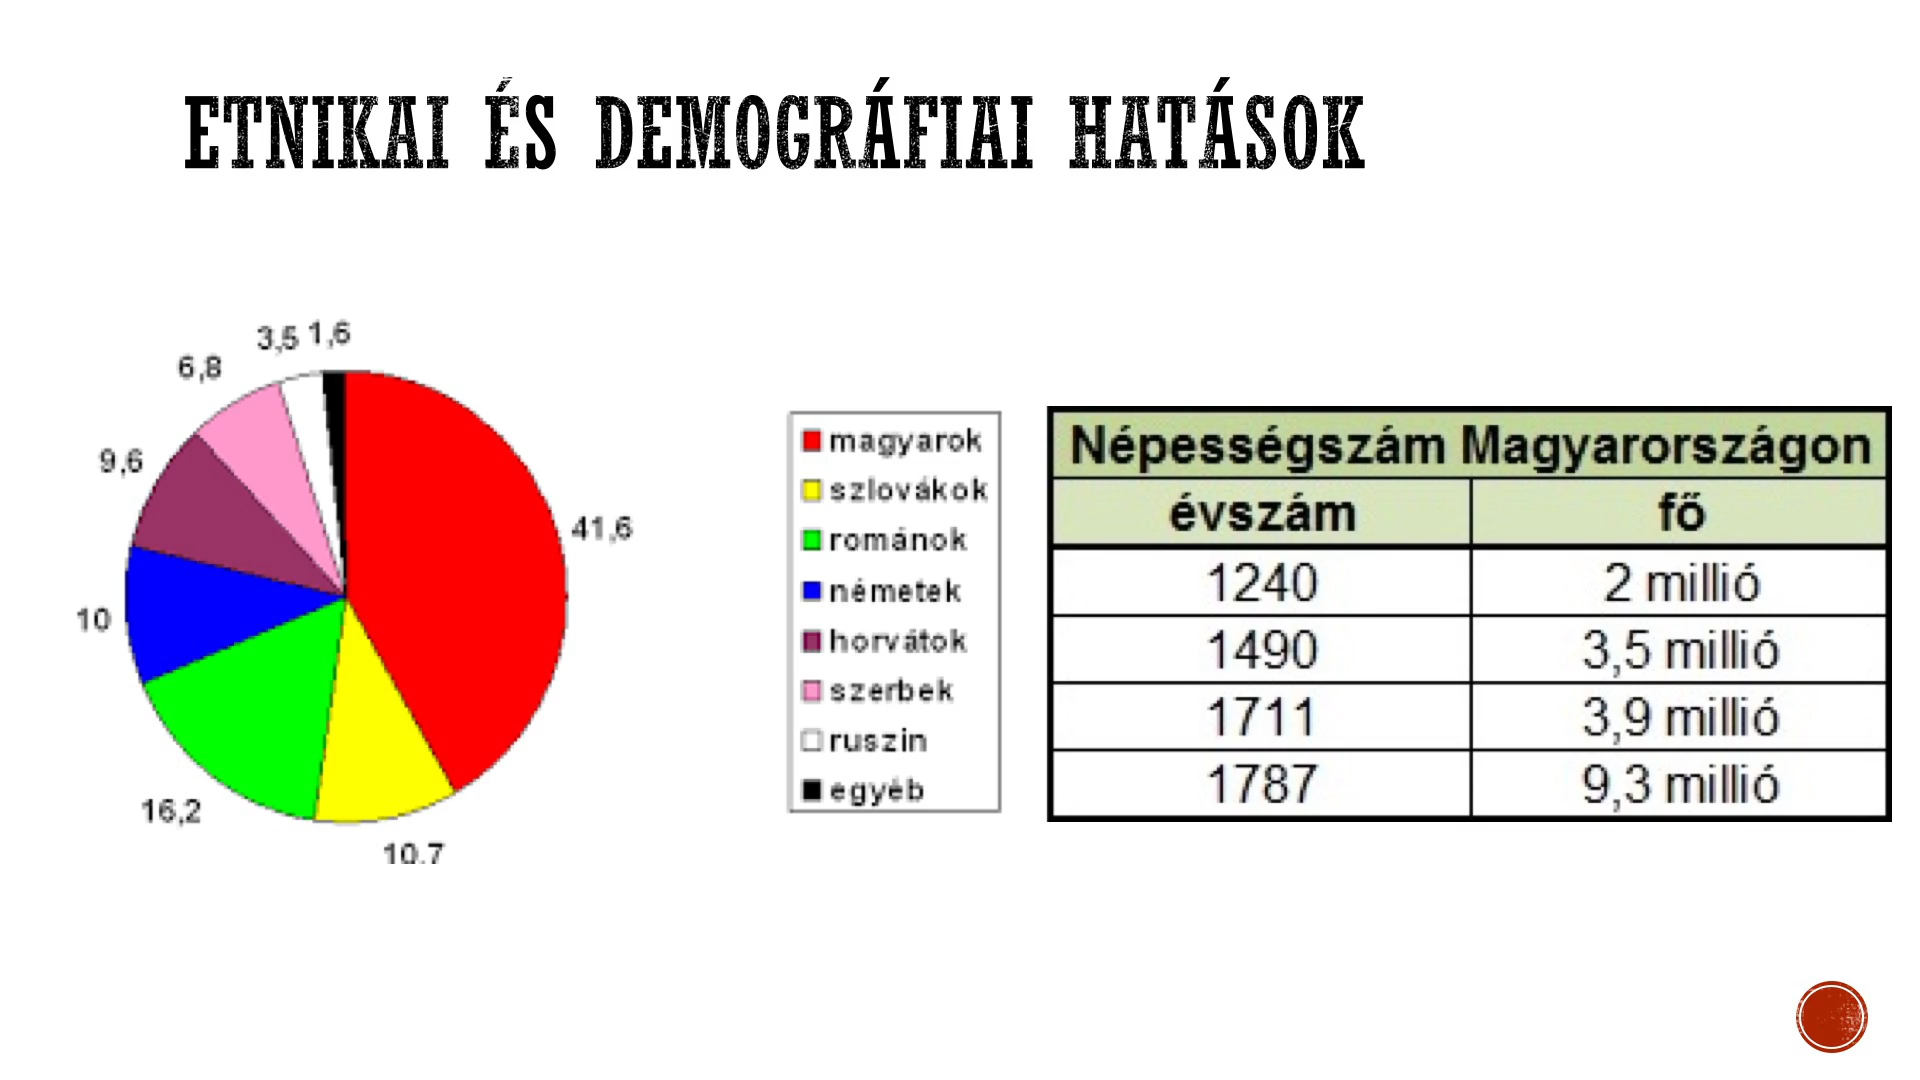 ETNIKAI ÉS DEMOGRÁFIAI HATÁSOK
3,5 1,6
6,8
9,6
41,6
10
16,2
10,7
magyarok
szlovákok
románok
németek
horvátok
szerbek
ruszin
egyéb
Népességszám Magyarországon
évszám fő
1240 2 millió
1490 3,5 millió
1711 3,9 millió
1787 9,3 millió